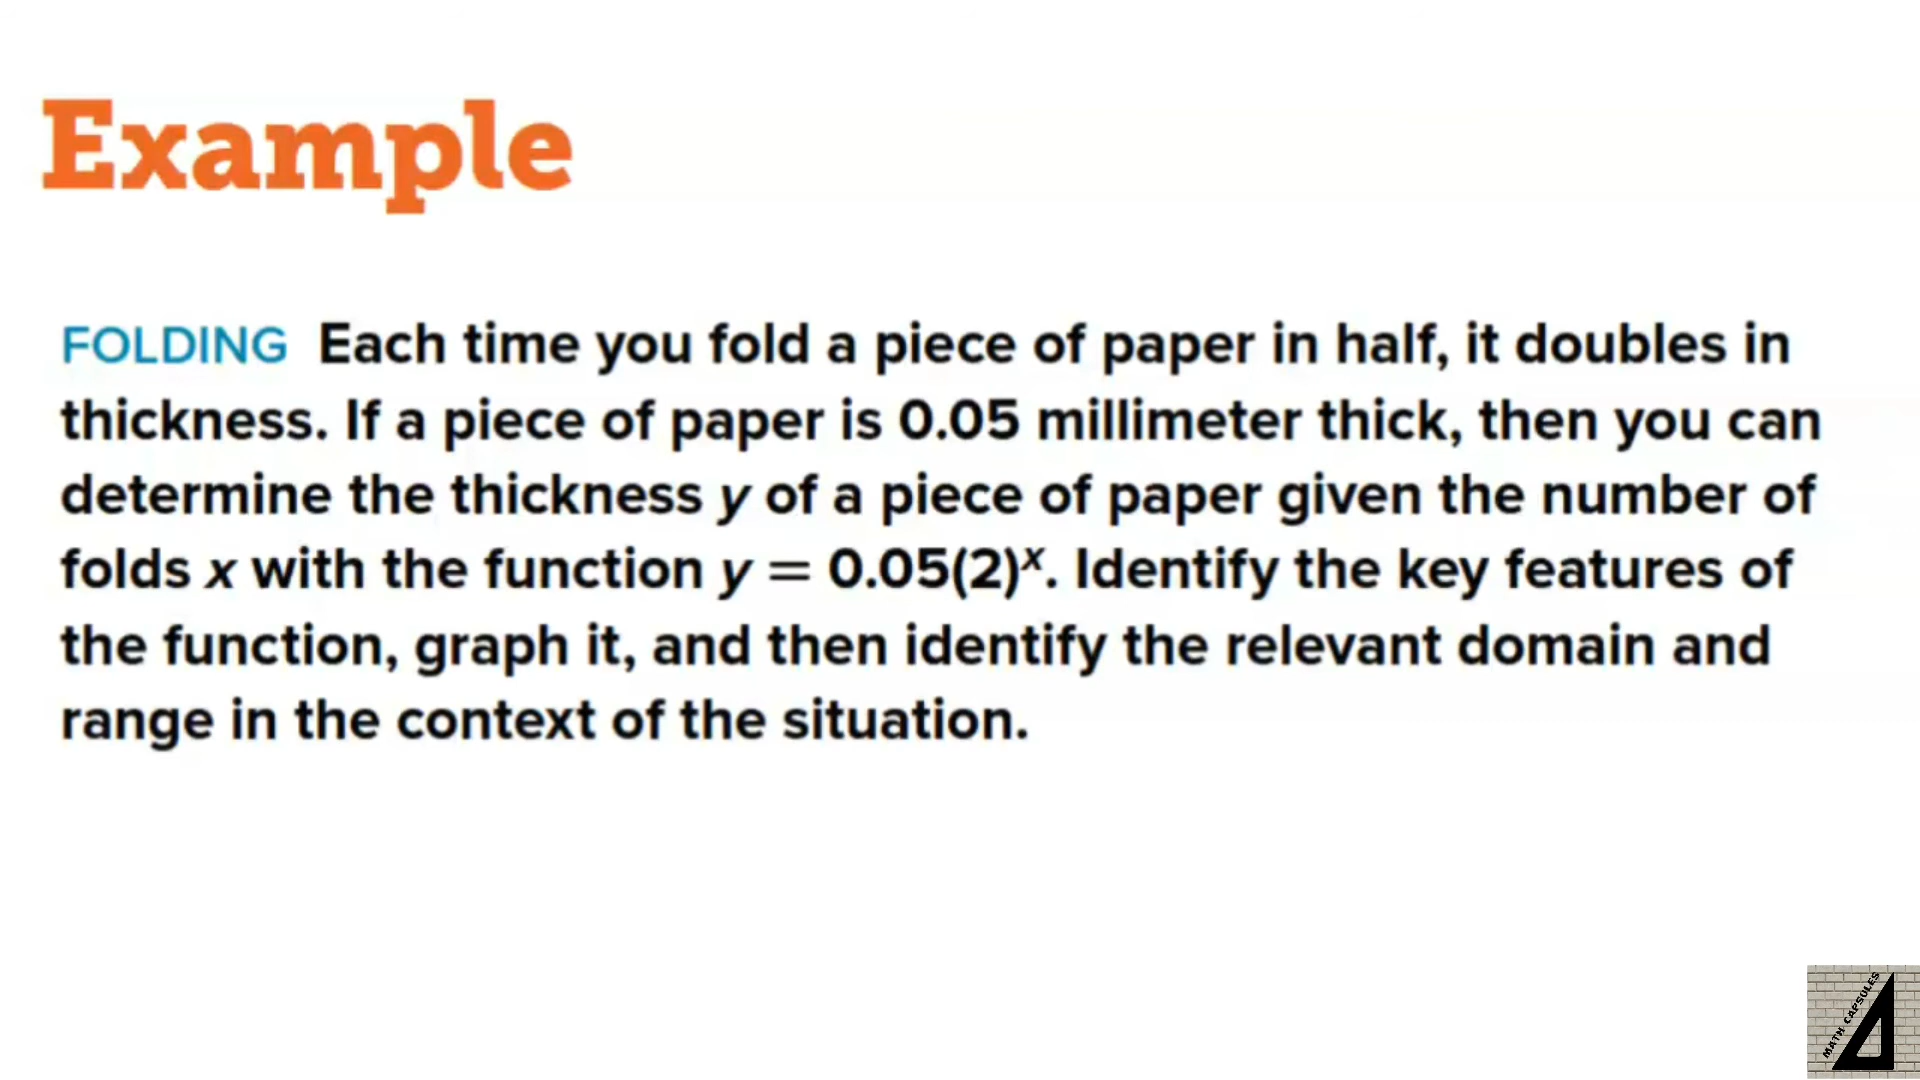 Example
FOLDING Each time you fold a piece of paper in half, it doubles in
thickness. If a piece of paper is 0.05 millimeter thick, then you can
determine the thickness y of a piece of paper given the number of
folds x with the function y = 0.05(2)ˣ. Identify the key features of
the function, graph it, and then identify the relevant domain and
range in the context of the situation.
MATH CAPSULES